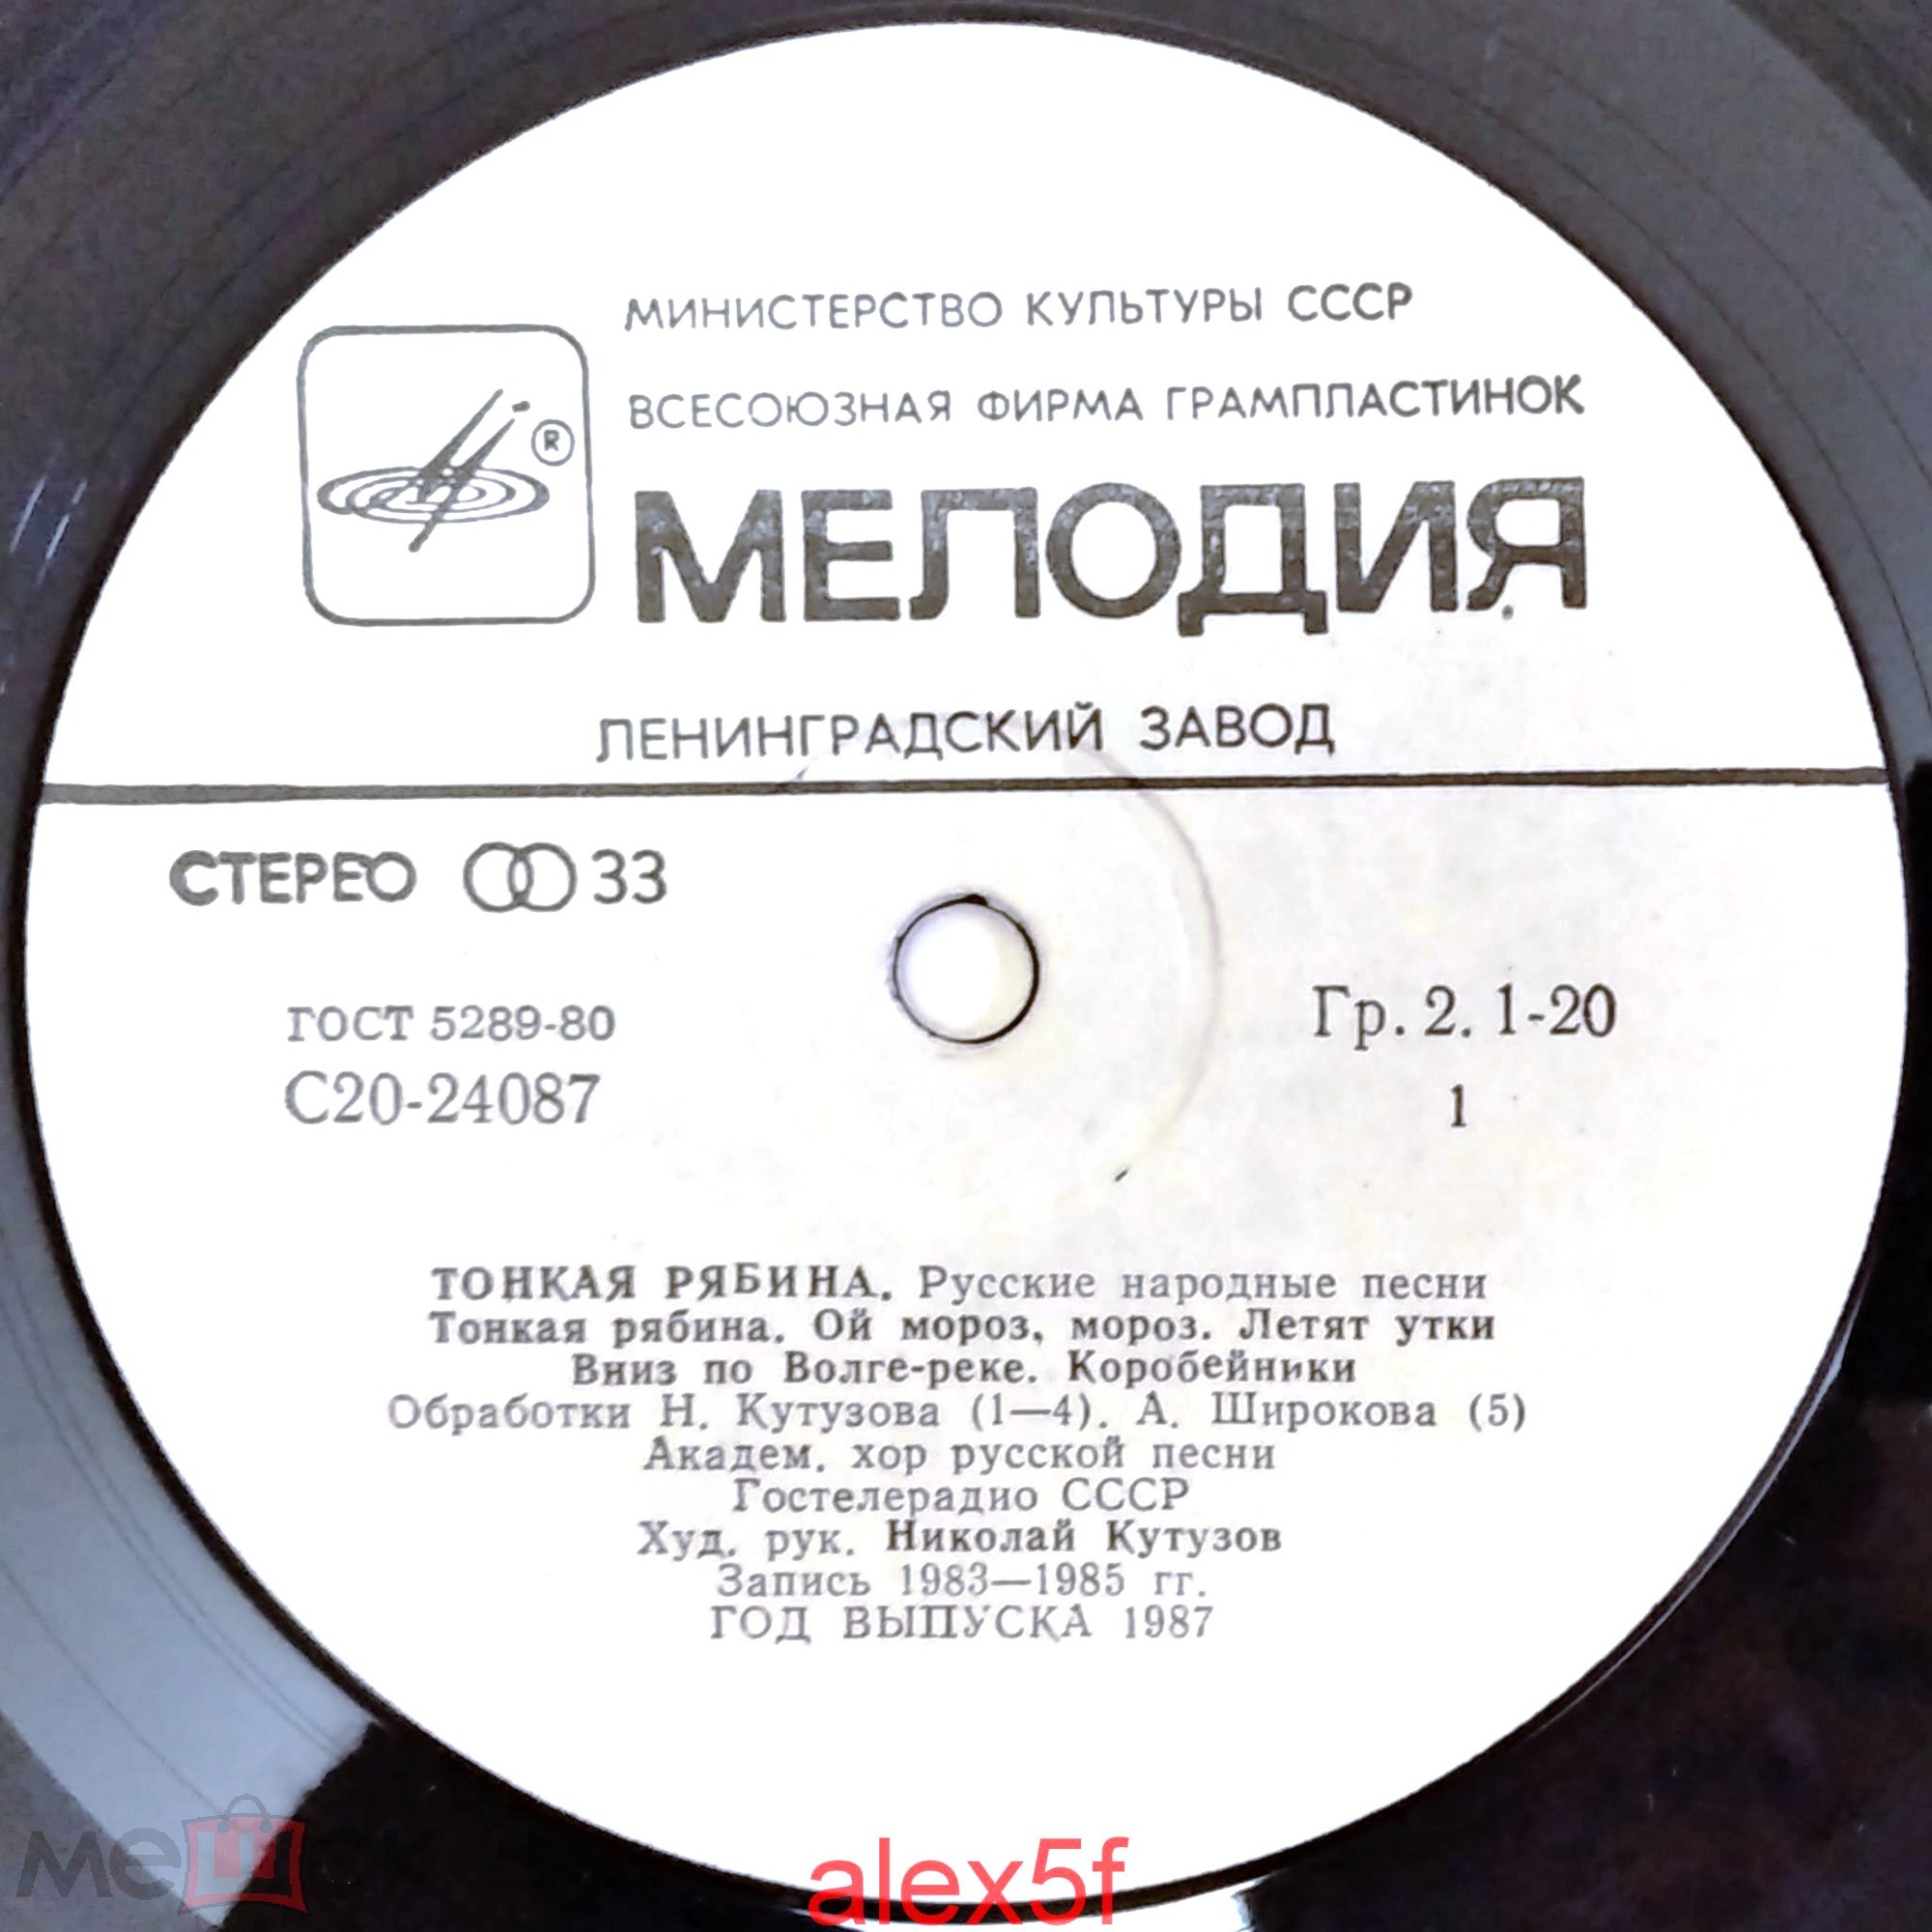 МИНИСТЕРСТВО КУЛЬТУРЫ СССР
ВСЕСОЮЗНАЯ ФИРМА ГРАМПЛАСТИНОК
®
МЕЛОДИЯ
ЛЕНИНГРАДСКИЙ ЗАВОД
СТЕРЕО 33
ГОСТ 5289-80
С20-24087
Гр. 2. 1-20
1
ТОНКАЯ РЯБИНА. Русские народные песни
Тонкая рябина. Ой мороз, мороз. Летят утки
Вниз по Волге-реке. Коробейники
Обработки Н. Кутузова (1—4). А. Широкова (5)
Академ. хор русской песни
Гостелерадио СССР
Худ. рук. Николай Кутузов
Запись 1983—1985 гг.
ГОД ВЫПУСКА 1987
мешок
alex5f